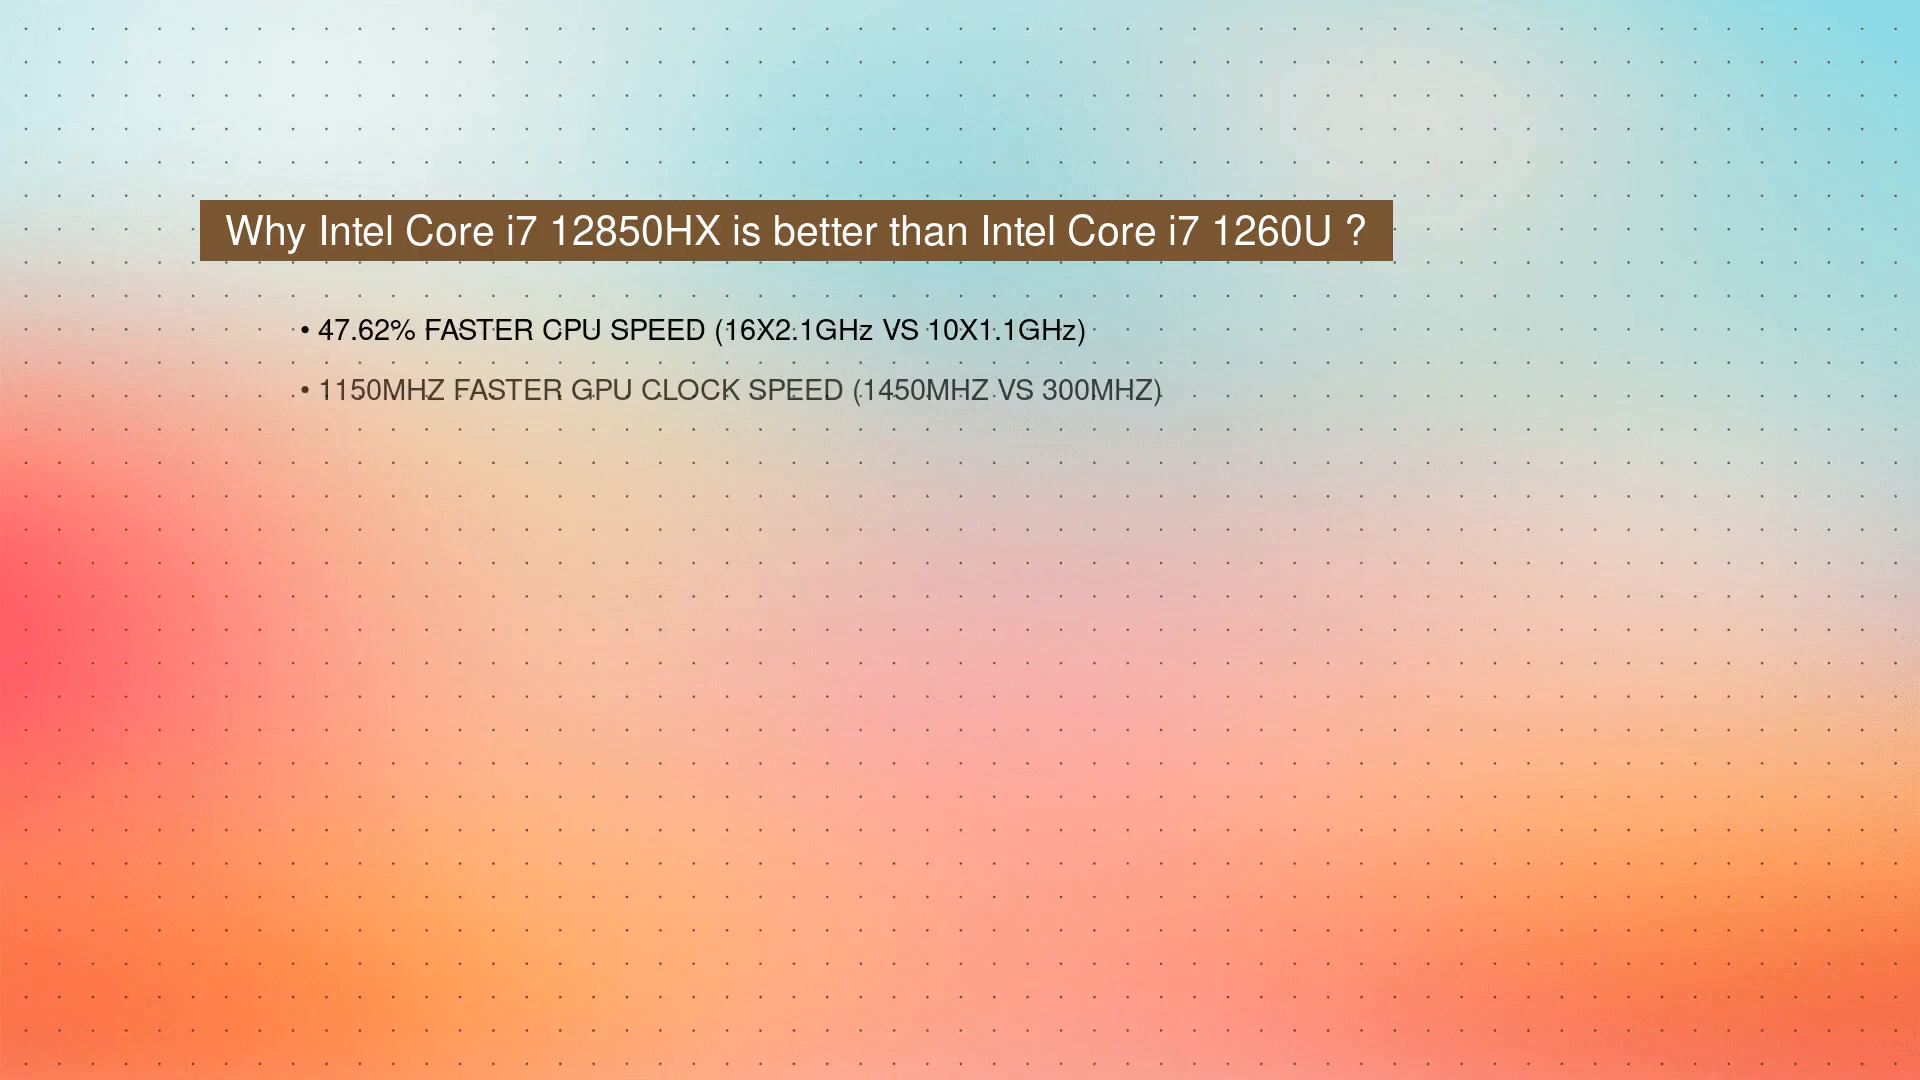 Why Intel Core i7 12850HX is better than Intel Core i7 1260U ?
• 47.62% FASTER CPU SPEED (16X2.1GHz VS 10X1.1GHz)
• 1150MHZ FASTER GPU CLOCK SPEED (1450MHZ VS 300MHZ)